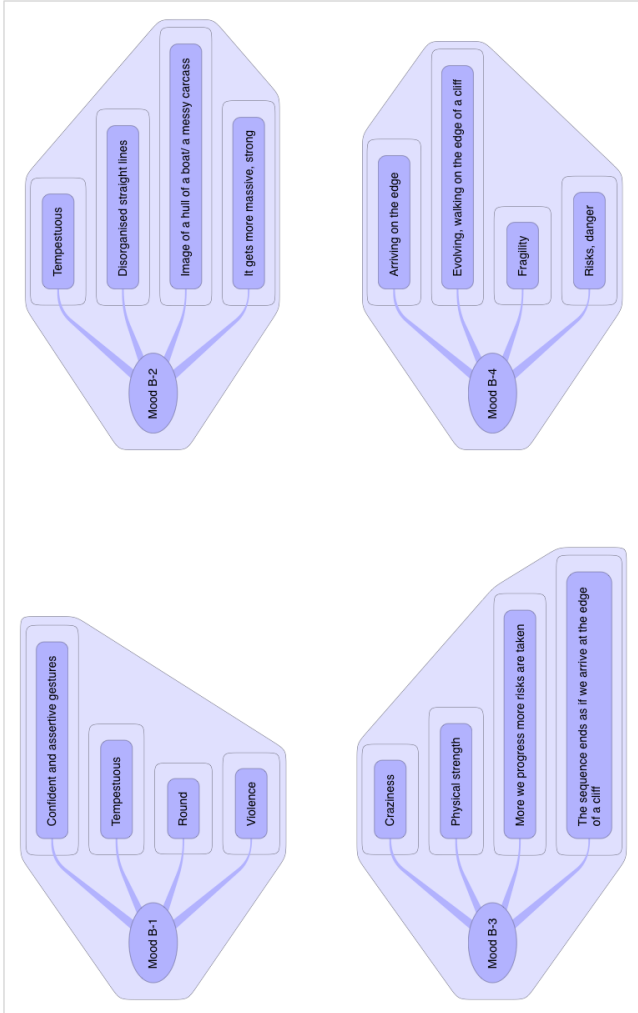 Mood B-1
Confident and assertive gestures
Tempestuous
Round
Violence
Mood B-2
Tempestuous
Disorganised straight lines
Image of a hull of a boat/ a messy carcass
It gets more massive, strong
Mood B-3
Craziness
Physical strength
More we progress more risks are taken
The sequence ends as if we arrive at the edge
of a cliff
Mood B-4
Arriving on the edge
Evolving, walking on the edge of a cliff
Fragility
Risks, danger